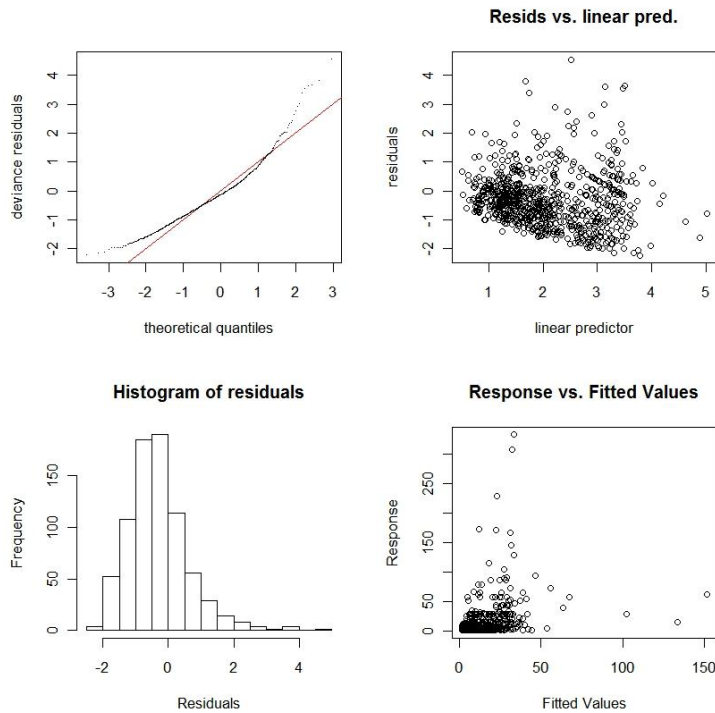 deviance residuals
4
3
2
1
0
-1
-2
-3 -2 -1 0 1 2 3
theoretical quantiles
Resids vs. linear pred.
residuals
4
3
2
1
0
-1
-2
1 2 3 4 5
linear predictor
Histogram of residuals
Frequency
150
100
50
0
-2 0 2 4
Residuals
Response vs. Fitted Values
Response
250
150
50
0
0 50 100 150
Fitted Values